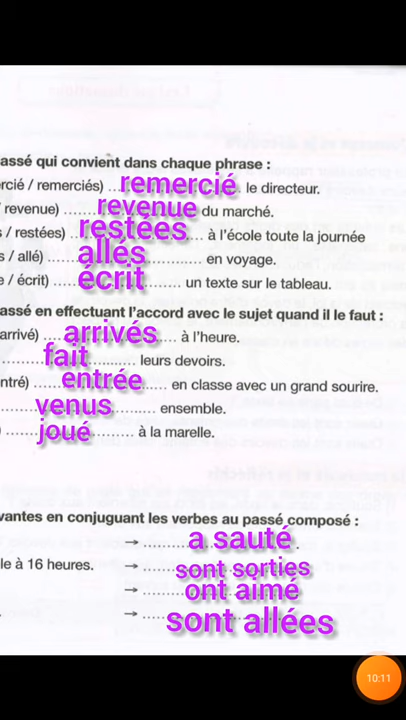 assé qui convient dans chaque phrase :
rcié / remerciés) ... remercié. le directeur.
/ revenue) ....... revenue du marché.
s / restées) .. restées ... à l'école toute la journée
s / allé) ..... allés ............ en voyage.
e / écrit) .... écrit ........ un texte sur le tableau.
assé en effectuant l'accord avec le sujet quand il le faut :
arrivé) .... arrivés .... à l'heure.
......... fait ............ leurs devoirs.
ntré) ...... entrée .... en classe avec un grand sourire.
........ venus ......... ensemble.
) ....... joué .......... à la marelle.
vantes en conjuguant les verbes au passé composé :
→ .......... a sauté .
le à 16 heures. → ....... sont sorties
→ ......... ont aimé
. → ..... sont allées
10:11